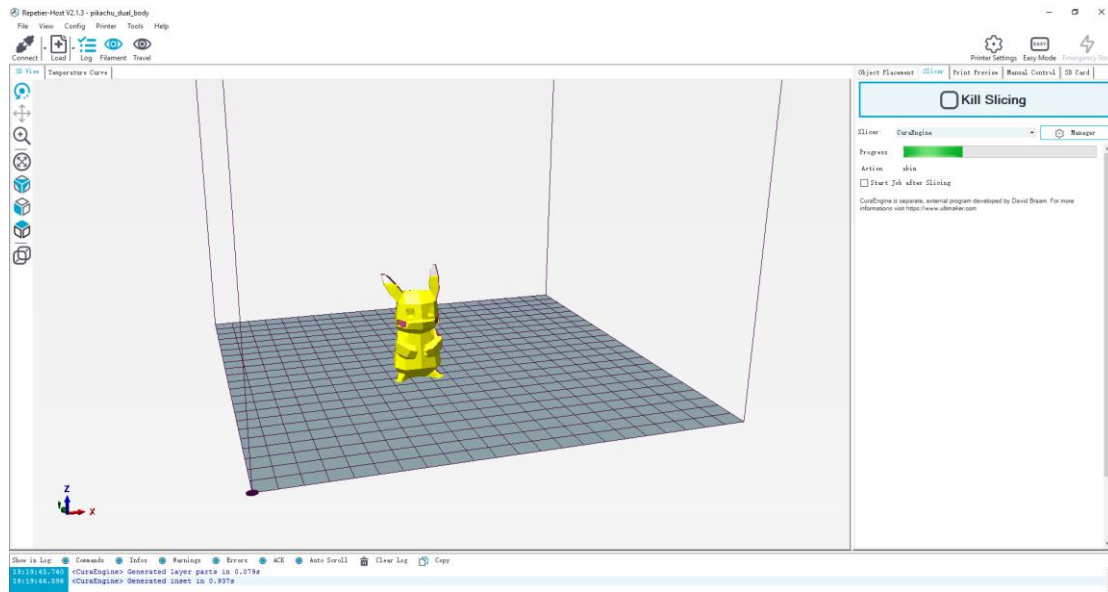 Repetier-Host V2.1.3 - pikachu_dual_body
File View Config Printer Tools Help
Connect Load Log Filament Travel
Printer Settings Easy Mode Emergency Sto
3D View Temperature Curve
Object Placement Slicer Print Preview Manual Control SD Card
Kill Slicing
Slicer: CuraEngine Manager
Progress
Action skin
Start Job after Slicing
CuraEngine is separate, external program developed by David Braam. For more
informations visit https://www.ultimaker.com
Z
Y
X
Show in Log: Commands Infos Warnings Errors ACK Auto Scroll Clear Log Copy
19:19:45.740 <CuraEngine> Generated layer parts in 0.079s
19:19:46.596 <CuraEngine> Generated inset in 0.937s